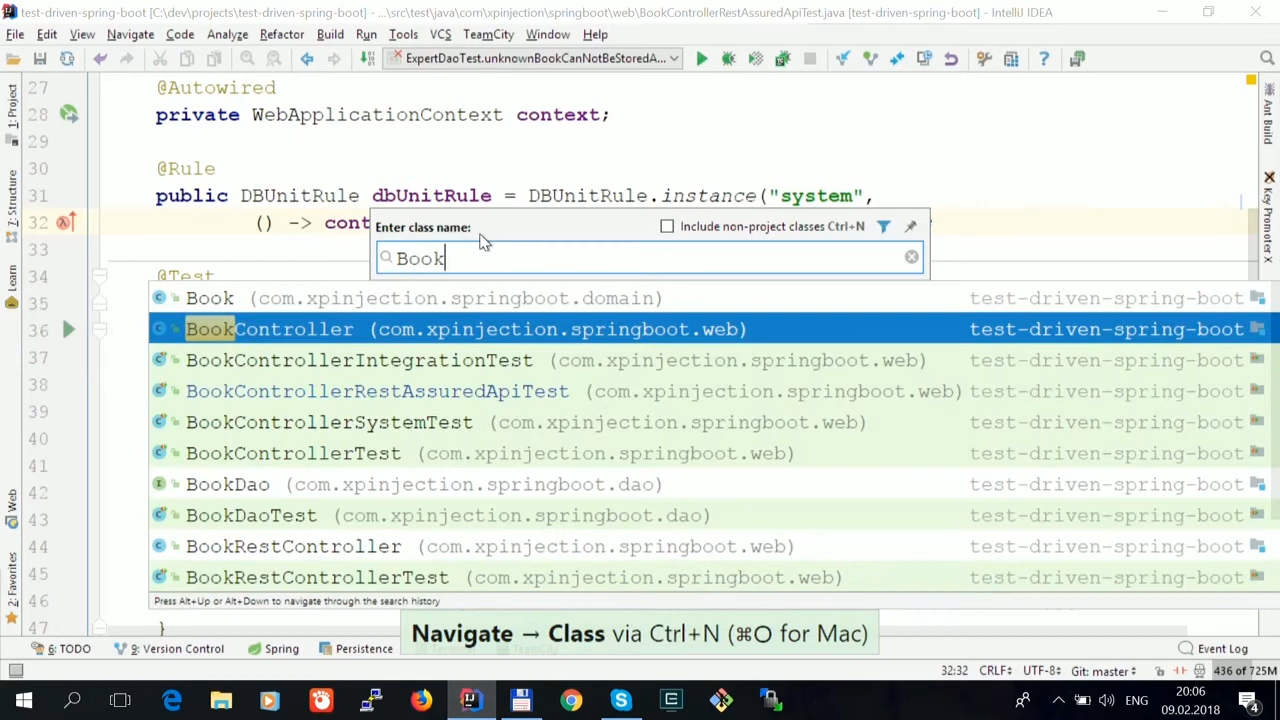 test-driven-spring-boot [C:\dev\projects\test-driven-spring-boot] - ...\src\test\java\com\xpinjection\springboot\web\BookControllerRestAssuredApiTest.java [test-driven-spring-boot] - IntelliJ IDEA
File Edit View Navigate Code Analyze Refactor Build Run Tools VCS TeamCity Window Help
ExpertDaoTest.unknownBookCanNotBeStoredA...
1: Project
7: Structure
Learn
Web
2: Favorites
27 @Autowired
28 private WebApplicationContext context;
29
30 @Rule
31 public DBUnitRule dbUnitRule = DBUnitRule.instance("system",
32 () -> cont
33
34 @Test
35
36
37
38
39
40
41
42
43
44
45
46
47 }
Enter class name: Include non-project classes Ctrl+N
Book
Book (com.xpinjection.springboot.domain) test-driven-spring-boot
BookController (com.xpinjection.springboot.web) test-driven-spring-boot
BookControllerIntegrationTest (com.xpinjection.springboot.web) test-driven-spring-boot
BookControllerRestAssuredApiTest (com.xpinjection.springboot.web) test-driven-spring-boot
BookControllerSystemTest (com.xpinjection.springboot.web) test-driven-spring-boot
BookControllerTest (com.xpinjection.springboot.web) test-driven-spring-boot
BookDao (com.xpinjection.springboot.dao) test-driven-spring-boot
BookDaoTest (com.xpinjection.springboot.dao) test-driven-spring-boot
BookRestController (com.xpinjection.springboot.web) test-driven-spring-boot
BookRestControllerTest (com.xpinjection.springboot.web) test-driven-spring-boot
Press Alt+Up or Alt+Down to navigate through the search history
Navigate → Class via Ctrl+N (⌘O for Mac)
Ant Build
Key Promoter X
6: TODO 9: Version Control Spring Persistence Terminal TeamCity Event Log
32:32 CRLF UTF-8 Git: master 436 of 725M
ENG 20:06
09.02.2018
4